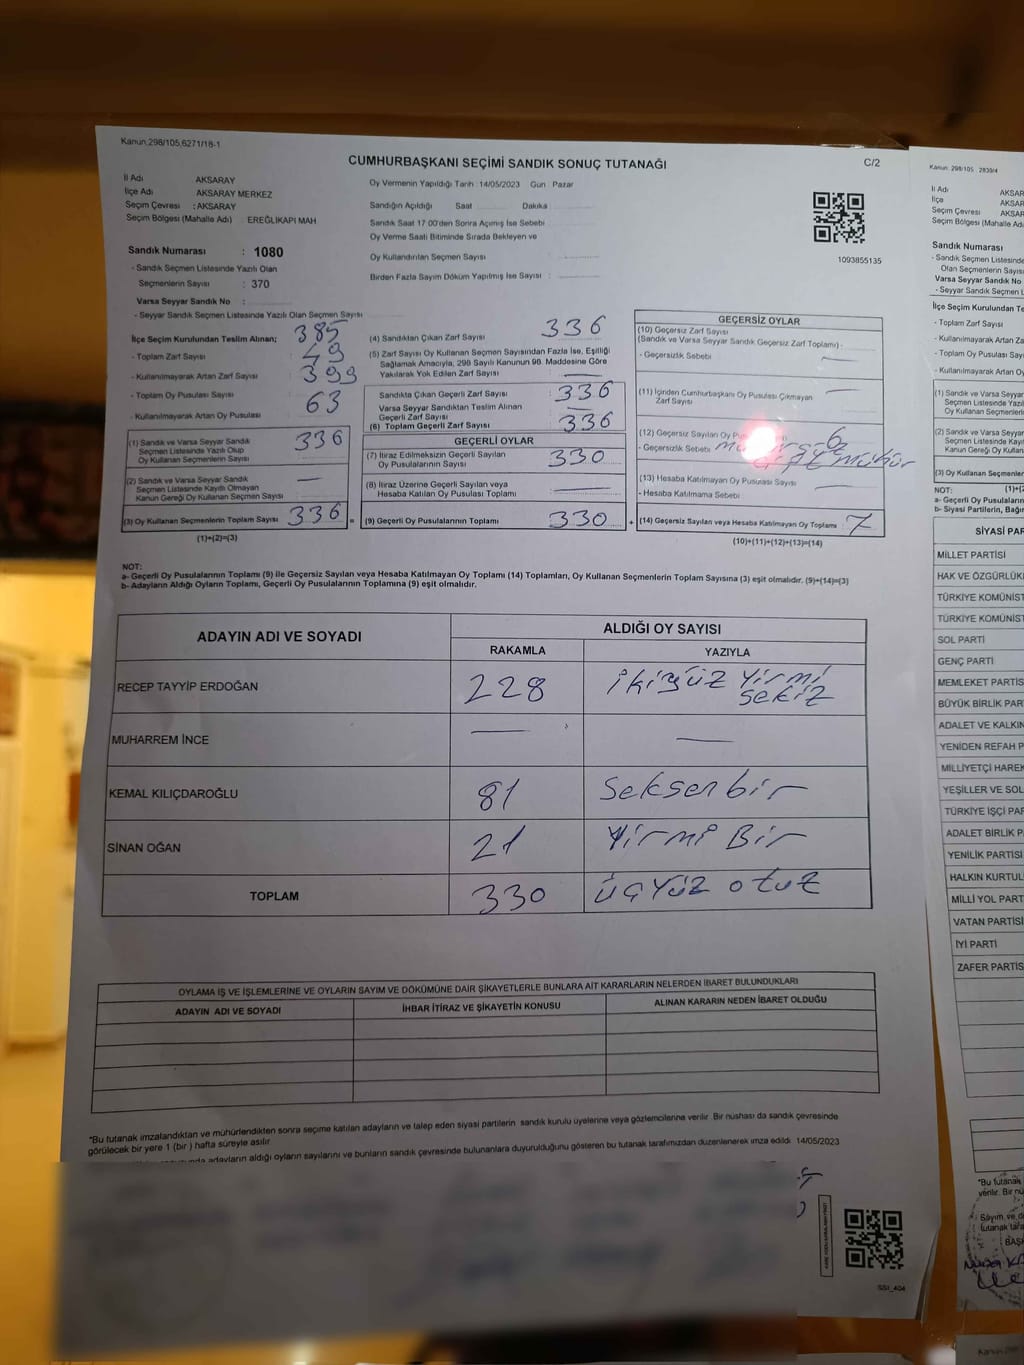 Kanun;298/105,6271/18-1
CUMHURBAŞKANI SEÇİMİ SANDIK SONUÇ TUTANAĞI
C/2
İl Adı AKSARAY
İlçe Adı AKSARAY MERKEZ
Seçim Çevresi : AKSARAY
Seçim Bölgesi (Mahalle Adı) : EREĞLİKAPI MAH
Oy Vermenin Yapıldığı Tarih :14/05/2023 Gün : Pazar
Sandığın Açıldığı Saat Dakika
Sandık Saat 17:00'den Sonra Açılmış İse Sebebi
Oy Verme Saati Bitiminde Sırada Bekleyen ve
Oy Kullandırılan Seçmen Sayısı
Birden Fazla Sayım Döküm Yapılmış İse Sayısı :
1093855135
Sandık Numarası : 1080
- Sandık Seçmen Listesinde Yazılı Olan
Seçmenlerin Sayısı : 370
Varsa Seyyar Sandık No :
- Seyyar Sandık Seçmen Listesinde Yazılı Olan Seçmen Sayısı
İlçe Seçim Kurulundan Teslim Alınan;
- Toplam Zarf Sayısı : 385
- Kullanılmayarak Artan Zarf Sayısı : 49
- Toplam Oy Pusulası : 399
- Kullanılmayarak Artan Oy Pusulası : 63
(1) Sandık ve Varsa Seyyar Sandık
Seçmen Listesinde Yazılı Olup
Oy Kullanan Seçmenlerin Sayısı 336
(2) Sandık ve Varsa Seyyar Sandık
Seçmen Listesinde Kayıtlı Olmayan
Kanun Gereği Oy Kullanan Seçmen Sayısı : —
(3) Oy Kullanan Seçmenlerin Toplam Sayısı : 336 =
(1)+(2)=(3)
(4) Sandıktan Çıkan Zarf Sayısı : 336
(5) Zarf Sayısı Oy Kullanan Seçmen Sayısından Fazla İse, Eşitliği
Sağlamak Amacıyla, 298 Sayılı Kanunun 98. Maddesine Göre
Yakılarak Yok Edilen Zarf Sayısı : —
Sandıkta Çıkan Geçerli Zarf Sayısı : 336
Varsa Seyyar Sandıktan Teslim Alınan
Geçerli Zarf Sayısı : —
(6) Toplam Geçerli Zarf Sayısı : 336
GEÇERLİ OYLAR
(7) İtiraz Edilmeksizin Geçerli Sayılan
Oy Pusulalarının Sayısı : 330
(8) İtiraz Üzerine Geçerli Sayılan veya
Hesaba Katılan Oy Pusulası Toplamı : —
(9) Geçerli Oy Pusulalarının Toplamı : 330 +
GEÇERSİZ OYLAR
(10) Geçersiz Zarf Sayısı
(Sandık ve Varsa Seyyar Sandık Geçersiz Zarf Toplamı) :
- Geçersizlik Sebebi : —
(11) İçinden Cumhurbaşkanı Oy Pusulası Çıkmayan
Zarf Sayısı : —
(12) Geçersiz Sayılan Oy 6
- Geçersizlik Sebebi : mühür
(13) Hesaba Katılmayan Oy Pusulası Sayısı : —
- Hesaba Katılmama Sebebi :
(14) Geçersiz Sayılan veya Hesaba Katılmayan Oy Toplamı : 7
(10)+(11)+(12)+(13)=(14)
NOT:
a- Geçerli Oy Pusulalarının Toplamı (9) ile Geçersiz Sayılan veya Hesaba Katılmayan Oy Toplamı (14) Toplamları, Oy Kullanan Seçmenlerin Toplam Sayısına (3) eşit olmalıdır. (9)+(14)=(3)
b- Adayların Aldığı Oyların Toplamı, Geçerli Oy Pusulalarının Toplamına (9) eşit olmalıdır.
ADAYIN ADI VE SOYADI
ALDIĞI OY SAYISI
RAKAMLA YAZIYLA
RECEP TAYYİP ERDOĞAN 228 ikiyüz yirmi
sekiz
MUHARREM İNCE — —
KEMAL KILIÇDAROĞLU 81 Seksen bir
SİNAN OĞAN 21 Yirmi Bir
TOPLAM 330 üçyüz otuz
OYLAMA İŞ VE İŞLEMLERİNE VE OYLARIN SAYIM VE DÖKÜMÜNE DAİR ŞİKAYETLERLE BUNLARA AİT KARARLARIN NELERDEN İBARET BULUNDUKLARI
ADAYIN ADI VE SOYADI İHBAR İTİRAZ VE ŞİKAYETİN KONUSU ALINAN KARARIN NEDEN İBARET OLDUĞU
*Bu tutanak imzalandıktan ve mühürlendikten sonra seçime katılan adayların ve talep eden siyasi partilerin sandık kurulu üyelerine veya gözlemcilerine verilir. Bir nüshası da sandık çevresinde
görülecek bir yere 1 (bir ) hafta süreyle asılır.
adayların aldığı oyların sayılarını ve bunların sandık çevresinde bulunanlara duyurulduğunu gösteren bu tutanak tarafımızdan düzenlenerek imza edildi. 14/05/2023
SS1_404
Kanun: 298/105 2839/4
İl Adı AKSAR
İlçe AKSAR
Seçim Çevresi AKSAR
Seçim Bölgesi (Mahalle Adı
Sandık Numarası
- Sandık Seçmen Listesinde
Olan Seçmenlerin Sayısı
Varsa Seyyar Sandık No
- Seyyar Sandık Seçmen L
İlçe Seçim Kurulundan Teslim
- Toplam Zarf Sayısı
- Kullanılmayarak Artan Zarf
- Toplam Oy Pusulası Sayı
- Kullanılmayarak Artan Oy
(1) Sandık ve Varsa Seyyar
Seçmen Listesinde Yazıl
Oy Kullanan Seçmenlerin
(2) Sandık ve Varsa Seyyar
Seçmen Listesinde Kayı
Kanun Gereği Oy Kullan
(3) Oy Kullanan Seçmenler
NOT: (1)+(2
a- Geçerli Oy Pusulaların
b- Siyasi Partilerin, Bağın
SİYASİ PAR
MİLLET PARTİSİ
HAK VE ÖZGÜRLÜK
TÜRKİYE KOMÜNİST
TÜRKİYE KOMÜNİST
SOL PARTİ
GENÇ PARTİ
MEMLEKET PARTİS
BÜYÜK BİRLİK PAR
ADALET VE KALKIN
YENİDEN REFAH P
MİLLİYETÇİ HAREK
YEŞİLLER VE SOL
TÜRKİYE İŞÇİ PAR
ADALET BİRLİK P
YENİLİK PARTİSİ
HALKIN KURTUL
MİLLİ YOL PART
VATAN PARTİSİ
İYİ PARTİ
ZAFER PARTİS
*Bu tutanak
verilir. Bir nü
Sayım, ve d
tutanak tara
BAŞK